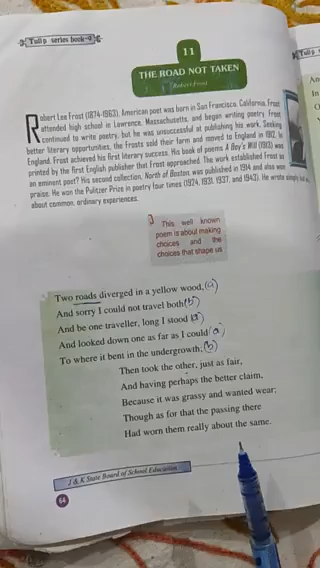 Tulip series book-9
11
THE ROAD NOT TAKEN
Robert Frost
Robert Lee Frost (1874-1963), American poet was born in San Francisco, California. Frost
attended high school in Lawrence, Massachusetts, and began writing poetry. Frost
continued to write poetry, but he was unsuccessful at publishing his work. Seeking
better literary opportunities, the Frosts sold their farm and moved to England in 1912. In
England, Frost achieved his first literary success. His book of poems A Boy's Will (1913) was
printed by the first English publisher that Frost approached. The work established Frost as
an eminent poet? His second collection, North of Boston, was published in 1914 and also won
praise. He won the Pulitzer Prize in poetry four times (1924, 1931, 1937, and 1943). He wrote simply, but
about common, ordinary experiences.
This well known
poem is about making
choices and the
choices that shape us
Two roads diverged in a yellow wood, (a)
And sorry I could not travel both (b)
And be one traveller, long I stood (a)
And looked down one as far as I could (a)
To where it bent in the undergrowth; (b)
Then took the other, just as fair,
And having perhaps the better claim,
Because it was grassy and wanted wear;
Though as for that the passing there
Had worn them really about the same.
J & K State Board of School Education
64
Tulip
An
In